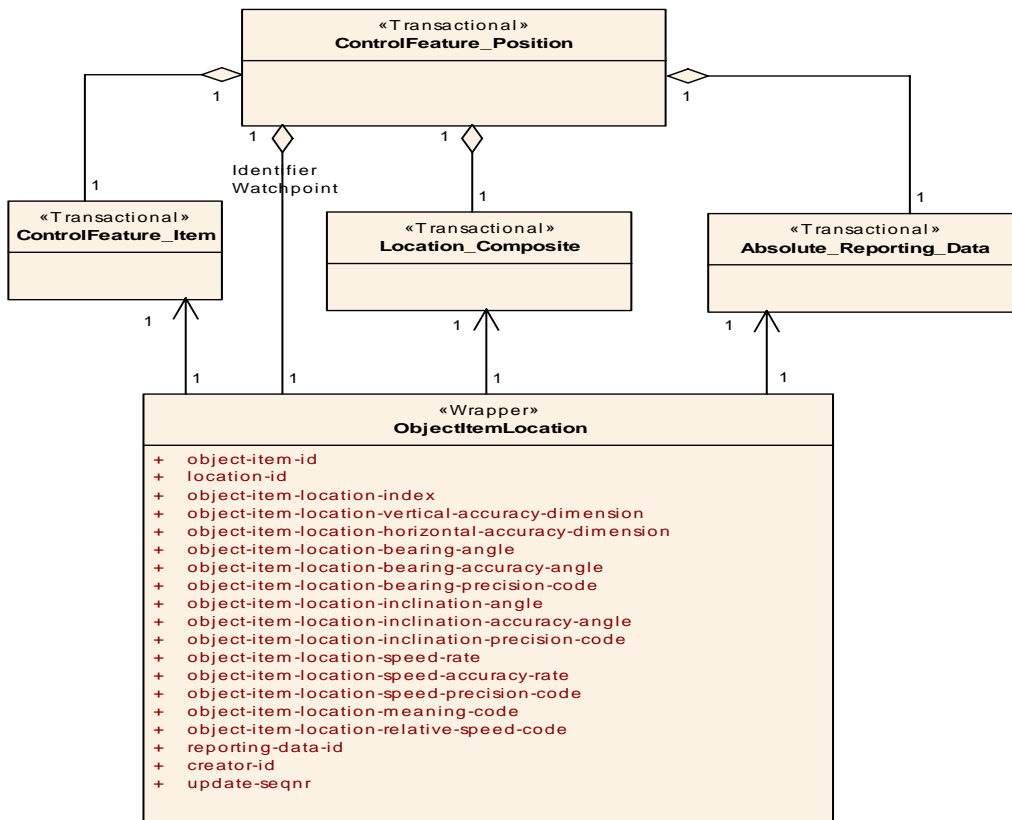 «Transactional»
ControlFeature_Position
1
1
1
1
Identifier
Watchpoint
1
1
1
«Transactional»
ControlFeature_Item
«Transactional»
Location_Composite
«Transactional»
Absolute_Reporting_Data
1
1
1
1
1
1
1
«Wrapper»
ObjectItemLocation
+ object-item-id
+ location-id
+ object-item-location-index
+ object-item-location-vertical-accuracy-dimension
+ object-item-location-horizontal-accuracy-dimension
+ object-item-location-bearing-angle
+ object-item-location-bearing-accuracy-angle
+ object-item-location-bearing-precision-code
+ object-item-location-inclination-angle
+ object-item-location-inclination-accuracy-angle
+ object-item-location-inclination-precision-code
+ object-item-location-speed-rate
+ object-item-location-speed-accuracy-rate
+ object-item-location-speed-precision-code
+ object-item-location-meaning-code
+ object-item-location-relative-speed-code
+ reporting-data-id
+ creator-id
+ update-seqnr